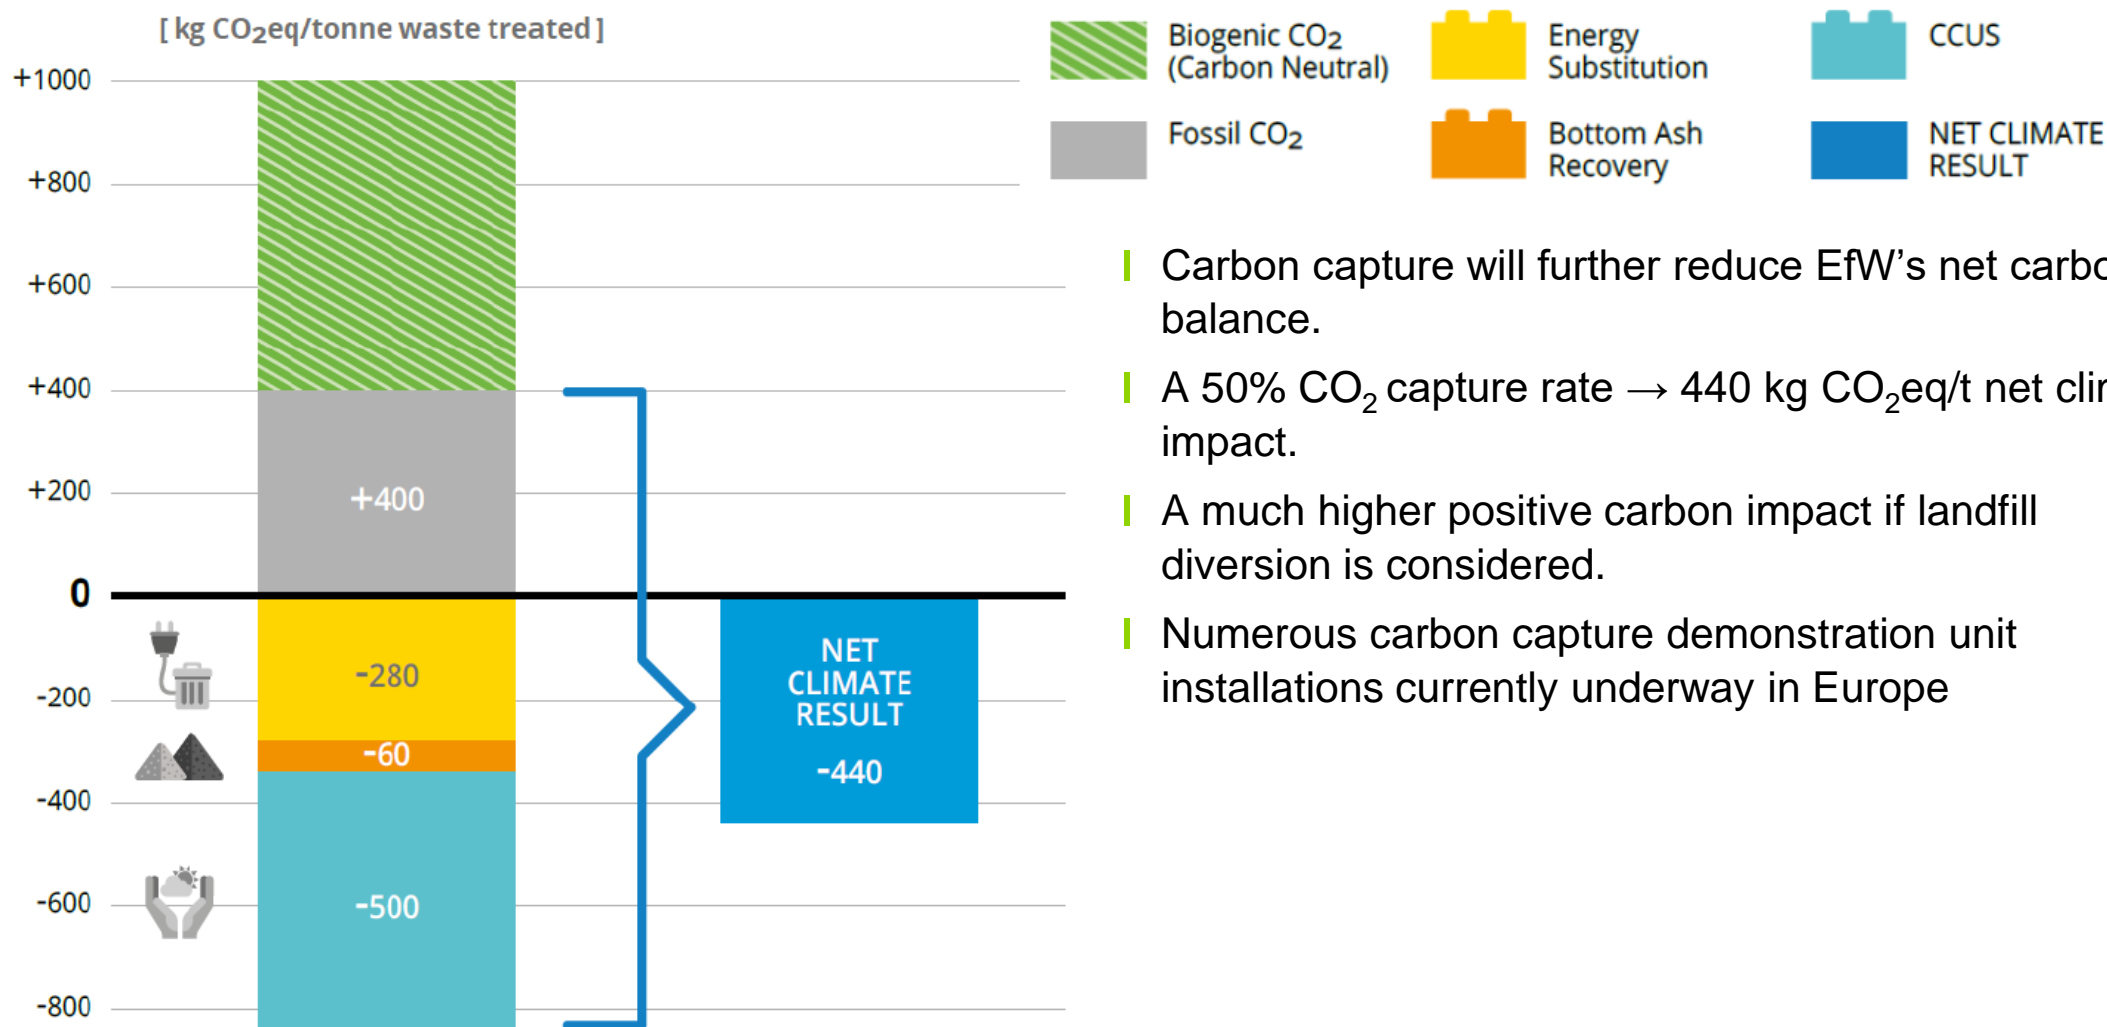 [ kg CO₂eq/tonne waste treated ]
+1000
+800
+600
+400
+200
0
-200
-400
-600
-800
+400
-280
-60
-500
NET
CLIMATE
RESULT
-440
Biogenic CO₂
(Carbon Neutral)
Fossil CO₂
Energy
Substitution
Bottom Ash
Recovery
CCUS
NET CLIMATE
RESULT
Carbon capture will further reduce EfW’s net
balance.
A 50% CO₂ capture rate → 440 kg CO₂eq/t net
impact.
A much higher positive carbon impact if landfill
diversion is considered.
Numerous carbon capture demonstration unit
installations currently underway in Europe